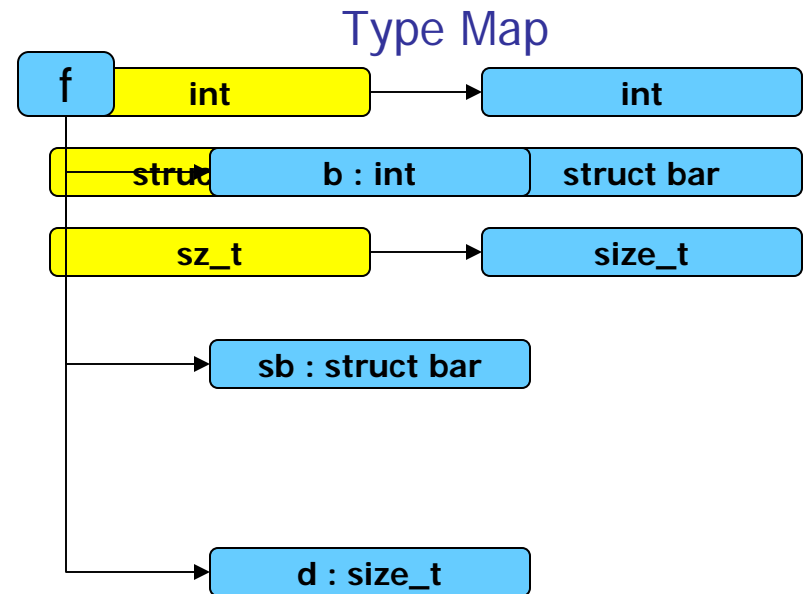 Type Map
f
int
int
b : int
struct bar
sz_t
size_t
sb : struct bar
d : size_t